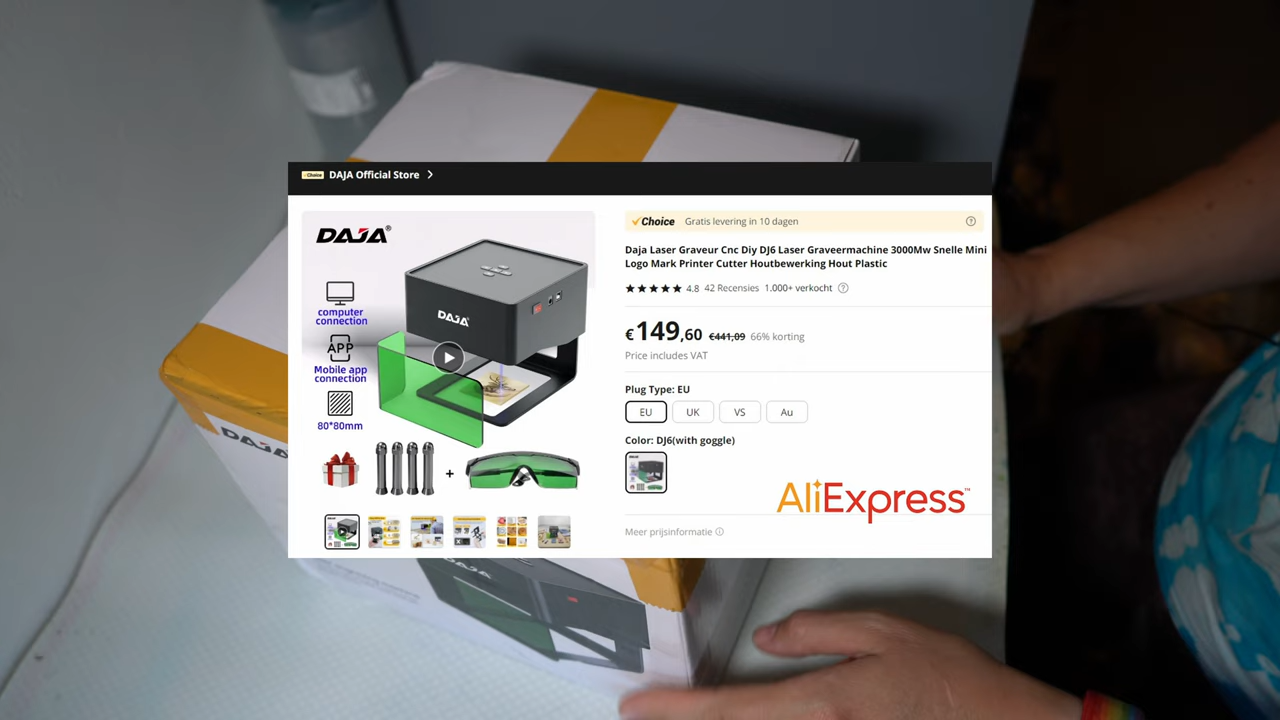 Choice DAJA Official Store
DAJA®
computer
connection
APP
Mobile app
connection
80*80mm
DAJA
+
Choice Gratis levering in 10 dagen
Daja Laser Graveur Cnc Diy DJ6 Laser Graveermachine 3000Mw Snelle Mini
Logo Mark Printer Cutter Houtbewerking Hout Plastic
4.8 42 Recensies 1.000+ verkocht
€149,60 €441,09 66% korting
Price includes VAT
Plug Type: EU
EU UK VS Au
Color: DJ6(with goggle)
AliExpress™
Meer prijsinformatie
DAJA
DAJA